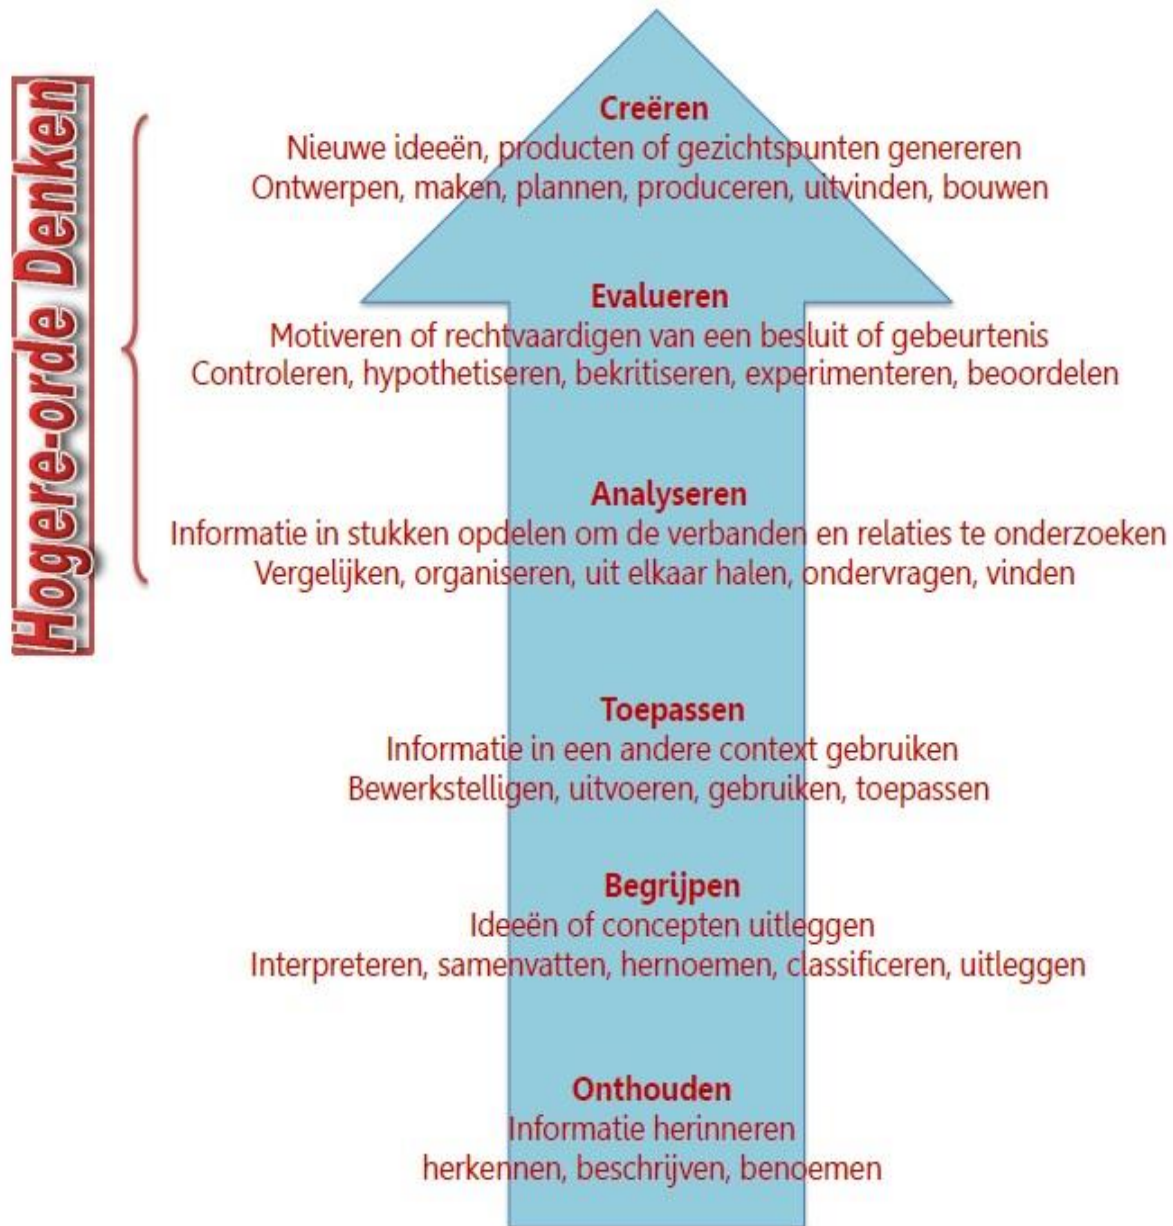 Hogere-orde Denken
Creëren
Nieuwe ideeën, producten of gezichtspunten genereren
Ontwerpen, maken, plannen, produceren, uitvinden, bouwen
Evalueren
Motiveren of rechtvaardigen van een besluit of gebeurtenis
Controleren, hypothetiseren, bekritiseren, experimenteren, beoordelen
Analyseren
Informatie in stukken opdelen om de verbanden en relaties te onderzoeken
Vergelijken, organiseren, uit elkaar halen, ondervragen, vinden
Toepassen
Informatie in een andere context gebruiken
Bewerkstelligen, uitvoeren, gebruiken, toepassen
Begrijpen
Ideeën of concepten uitleggen
Interpreteren, samenvatten, hernoemen, classificeren, uitleggen
Onthouden
Informatie herinneren
herkennen, beschrijven, benoemen